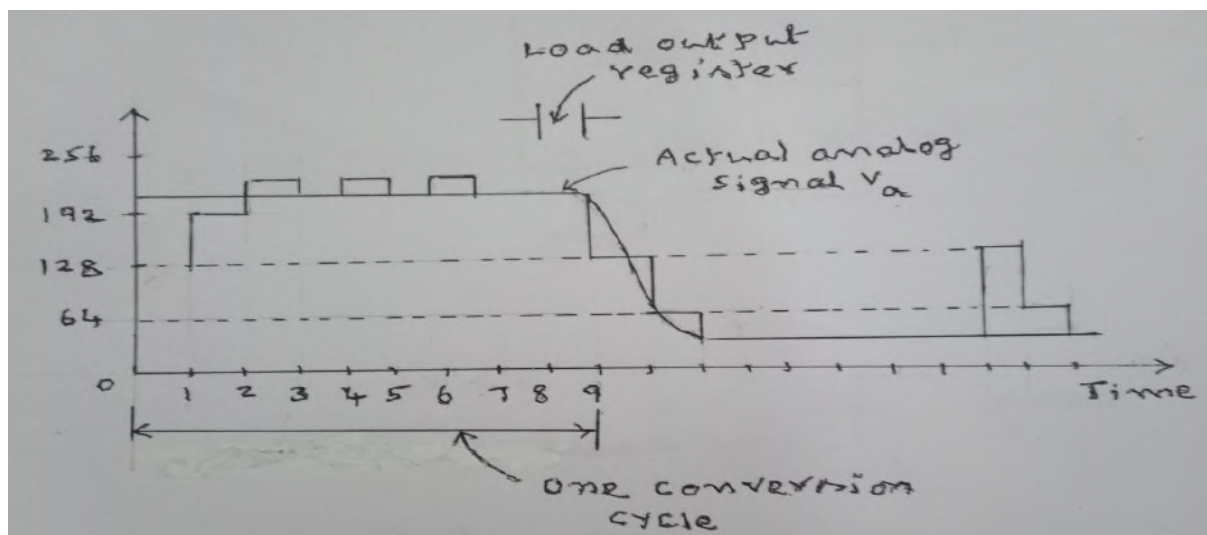 Load output
register
256
Actual analog
signal Va
192
128
64
0 1 2 3 4 5 6 7 8 9
Time
One conversion
cycle